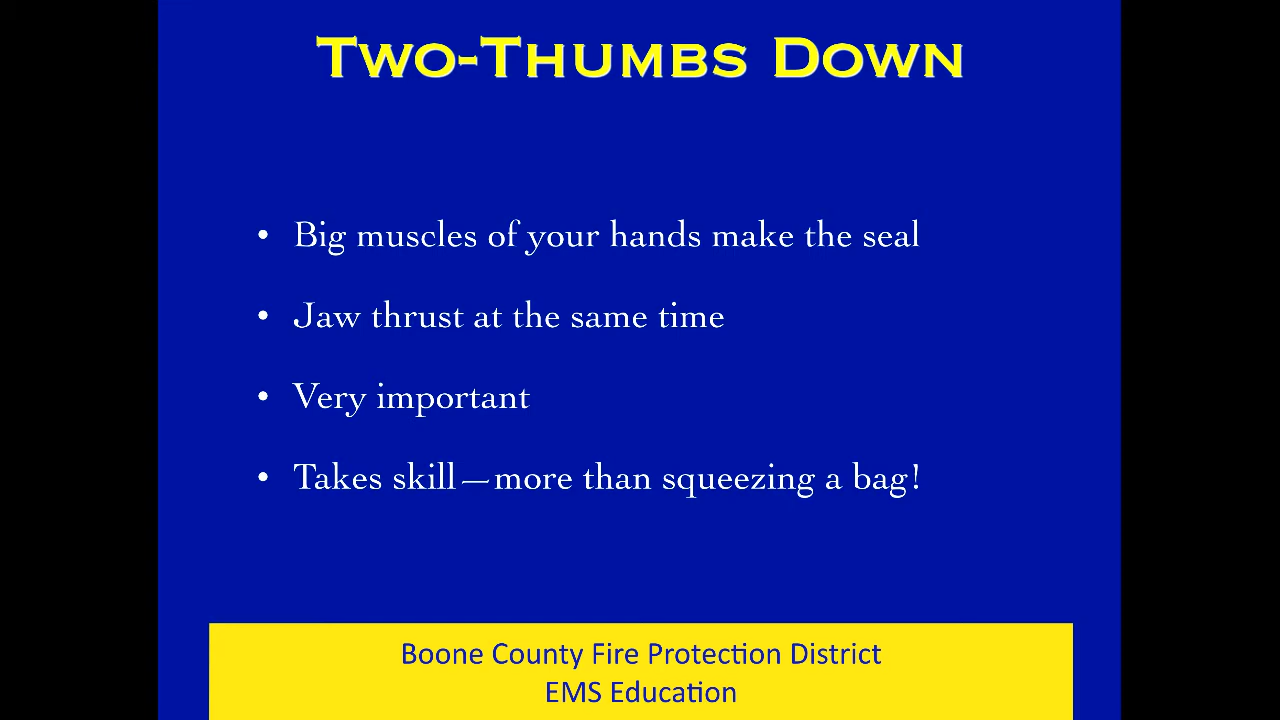 Two-Thumbs Down
• Big muscles of your hands make the seal
• Jaw thrust at the same time
• Very important
• Takes skill—more than squeezing a bag!
Boone County Fire Protection District
EMS Education